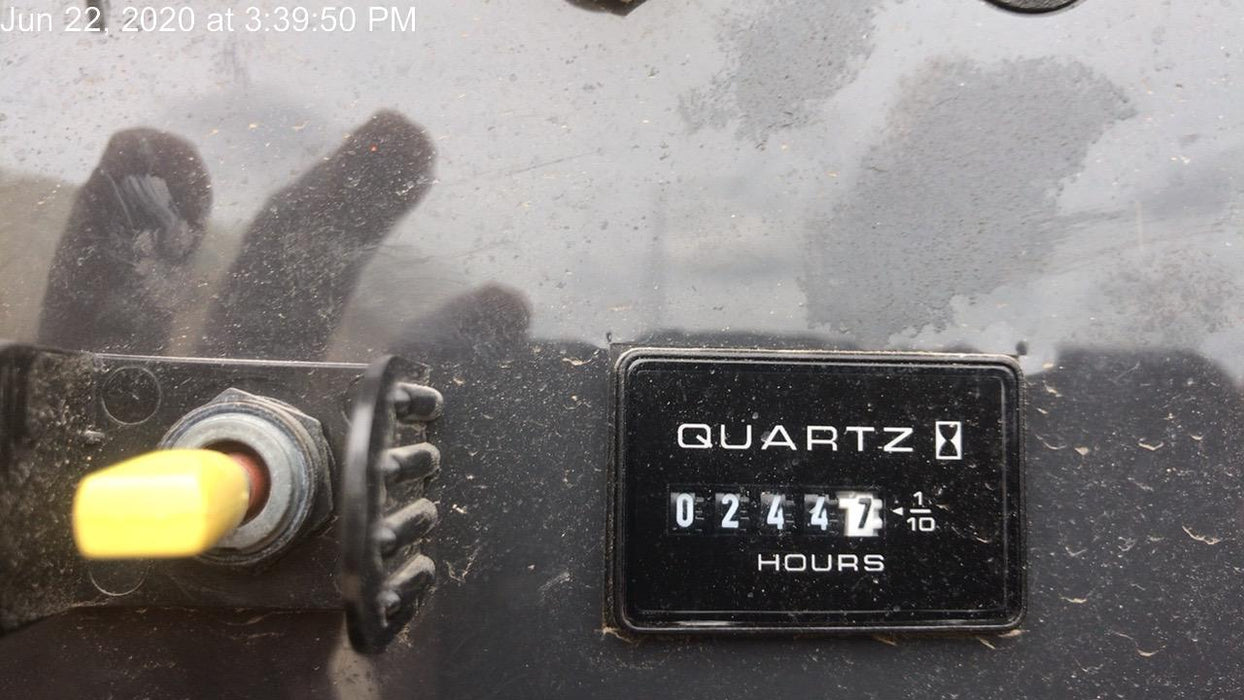 Jun 22, 2020 at 3:39:50 PM
QUARTZ
02447 1/10
HOURS